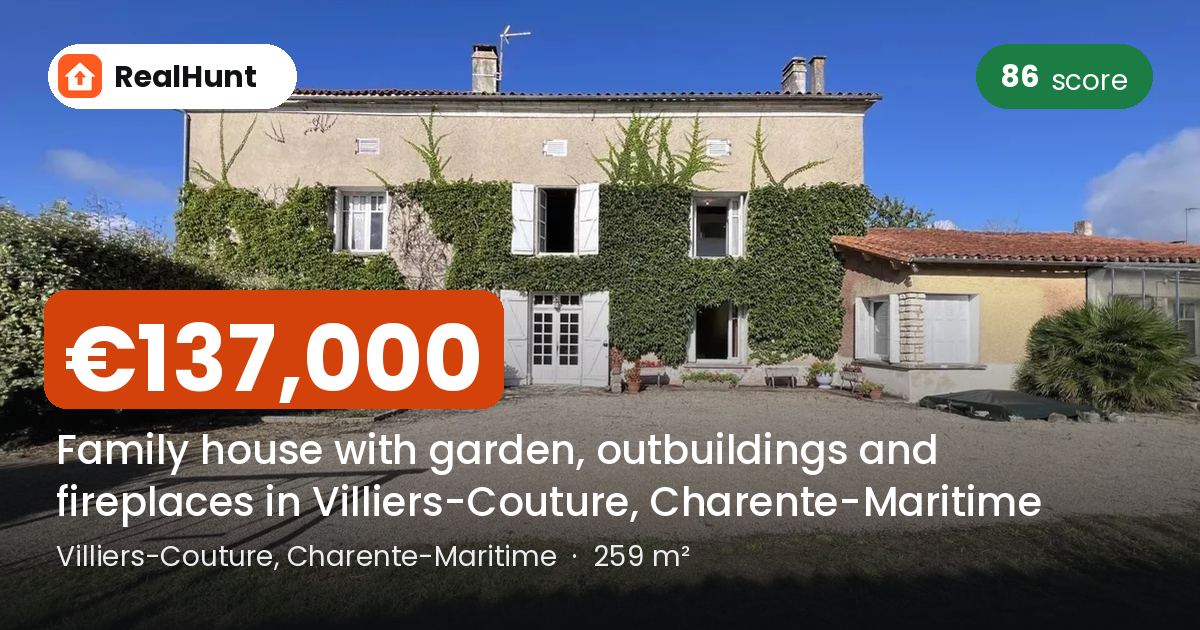 RealHunt
86 score
€137,000
Family house with garden, outbuildings and
fireplaces in Villiers-Couture, Charente-Maritime
Villiers-Couture, Charente-Maritime · 259 m²